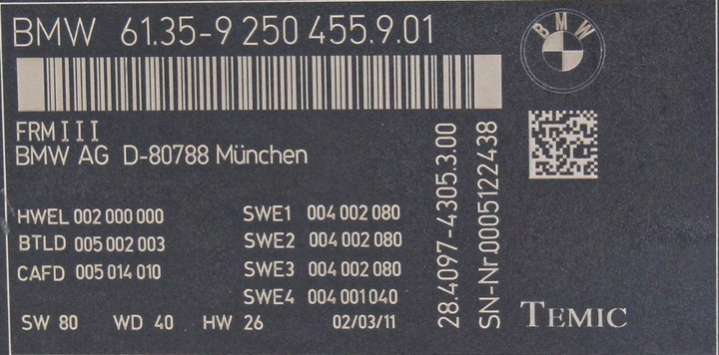 BMW 61.35-9 250 455.9.01
BMW
FRM III
BMW AG D-80788 München
HWEL 002 000 000
BTLD 005 002 003
CAFD 005 014 010
SWE1 004 002 080
SWE2 004 002 080
SWE3 004 002 080
SWE4 004 001 040
SW 80 WD 40 HW 26 02/03/11
28.4097-4305.3.00
SN-Nr0005122438
TEMIC